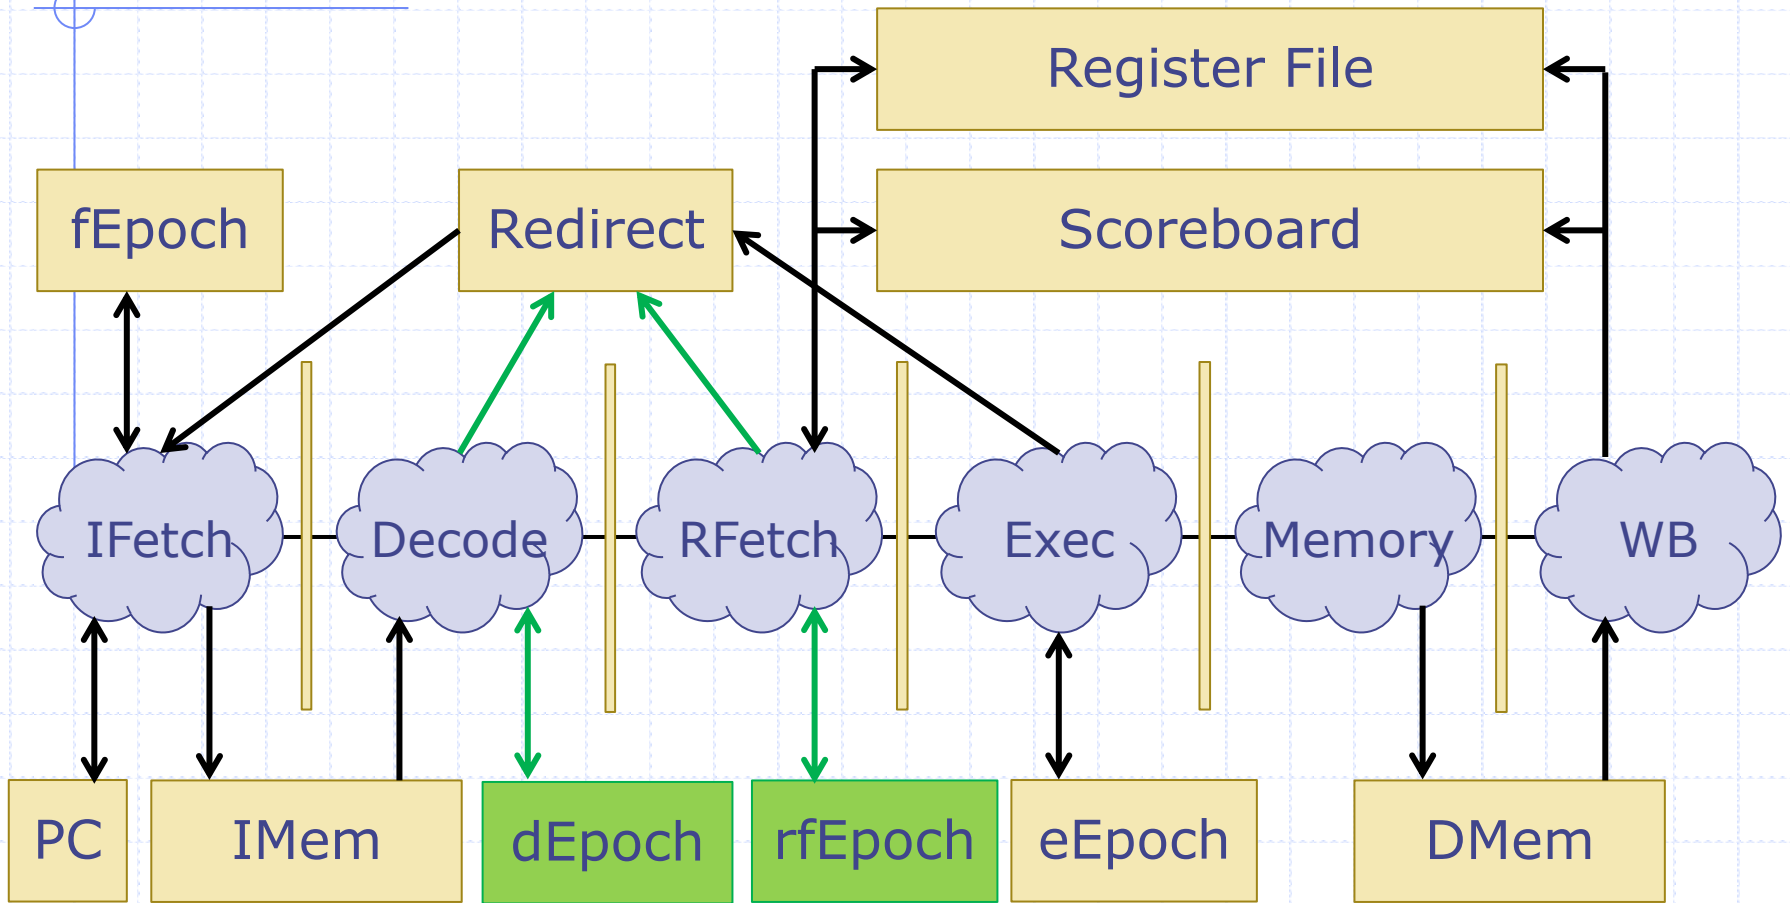 Register File
fEpoch
Redirect
Scoreboard
IFetch
Decode
RFetch
Exec
Memory
WB
PC
IMem
dEpoch
rfEpoch
eEpoch
DMem